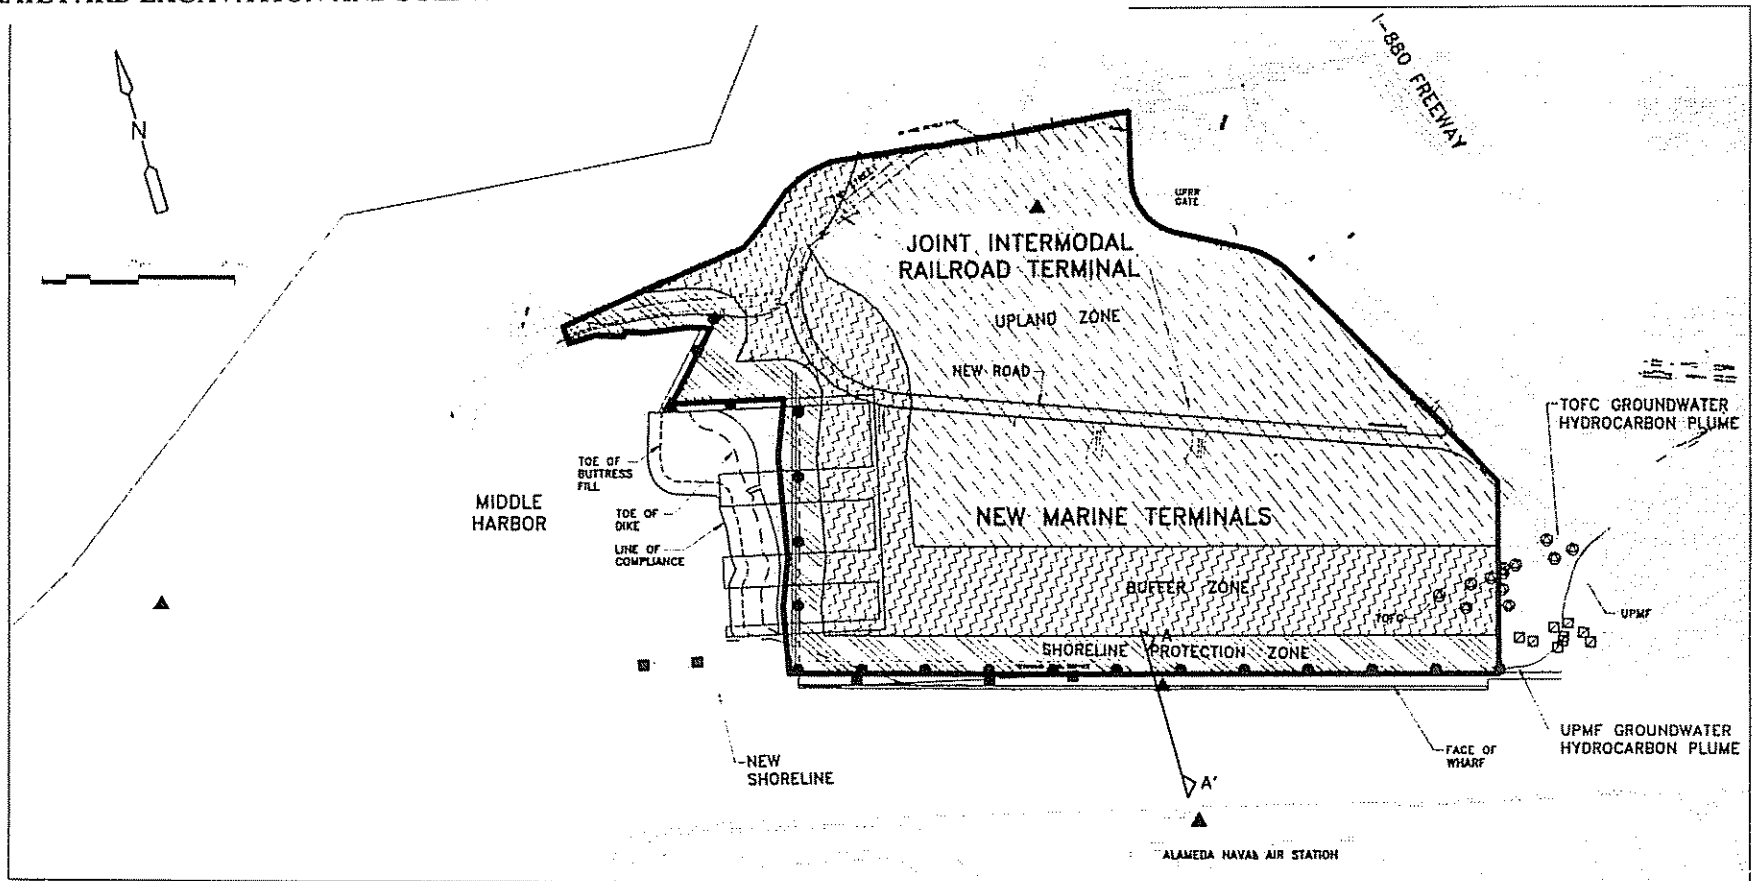 I-880 FREEWAY
N
UPRR
GATE
JOINT INTERMODAL
RAILROAD TERMINAL
UPLAND ZONE
NEW ROAD
TOFC GROUNDWATER
HYDROCARBON PLUME
TOE OF
BUTTRESS
FILL
MIDDLE
HARBOR
TOE OF
DIKE
LINE OF
COMPLIANCE
NEW MARINE TERMINALS
BUFFER ZONE
TOFC
UPMF
A
SHORELINE PROTECTION ZONE
NEW
SHORELINE
FACE OF
WHARF
UPMF GROUNDWATER
HYDROCARBON PLUME
A'
ALAMEDA NAVAL AIR STATION